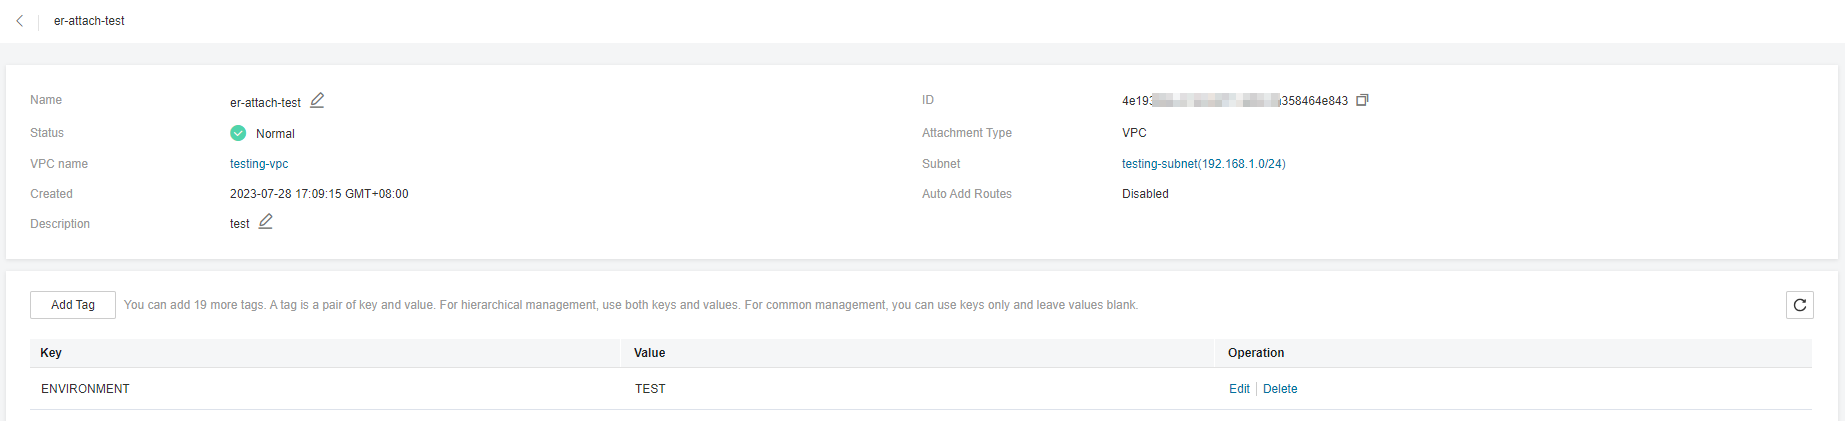 er-attach-test
Name er-attach-test ID 4e193 358464e843
Status Normal Attachment Type VPC
VPC name testing-vpc Subnet testing-subnet(192.168.1.0/24)
Created 2023-07-28 17:09:15 GMT+08:00 Auto Add Routes Disabled
Description test
Add Tag You can add 19 more tags. A tag is a pair of key and value. For hierarchical management, use both keys and values. For common management, you can use keys only and leave values blank.
Key Value Operation
ENVIRONMENT TEST Edit Delete